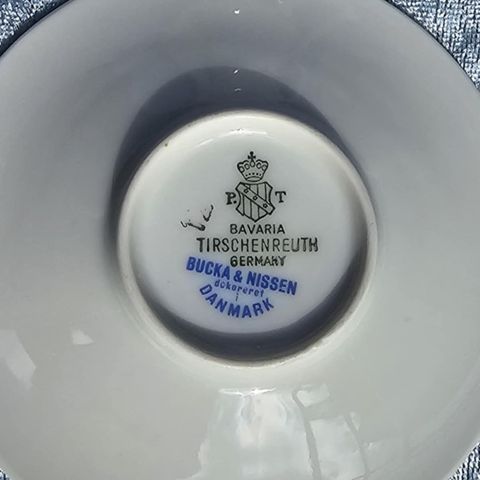 P. T
BAVARIA
TIRSCHENREUTH
GERMANY
BUCKA & NISSEN
dekoreret
i
DANMARK